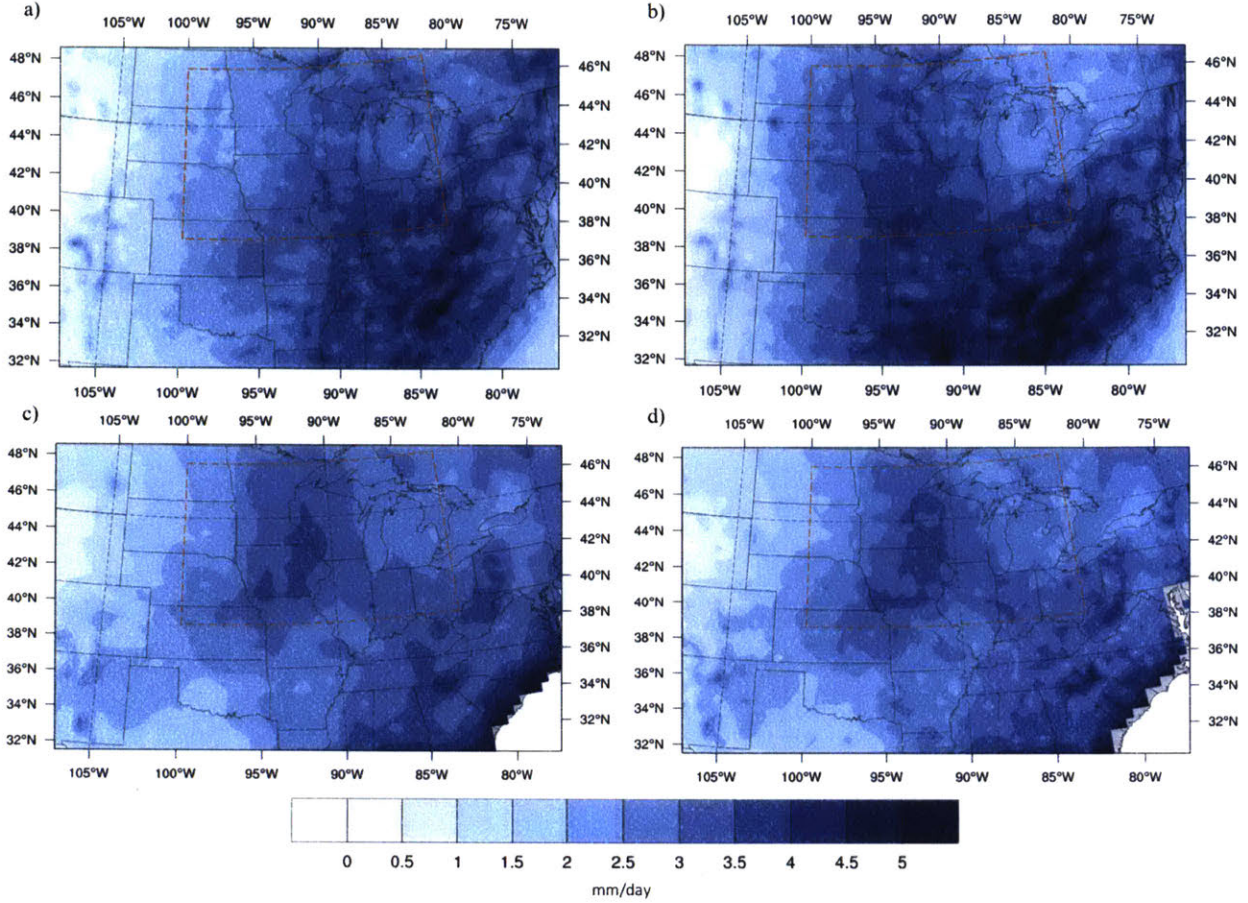 a)
105°W 100°W 95°W 90°W 85°W 80°W 75°W
48°N 46°N
46°N 44°N
44°N 42°N
42°N 40°N
40°N 38°N
38°N 36°N
36°N 34°N
34°N 32°N
32°N
105°W 100°W 95°W 90°W 85°W 80°W
b)
105°W 100°W 95°W 90°W 85°W 80°W 75°W
48°N 46°N
46°N 44°N
44°N 42°N
42°N 40°N
40°N 38°N
38°N 36°N
36°N 34°N
34°N 32°N
32°N
105°W 100°W 95°W 90°W 85°W 80°W
c)
105°W 100°W 95°W 90°W 85°W 80°W 75°W
48°N 46°N
46°N 44°N
44°N 42°N
42°N 40°N
40°N 38°N
38°N 36°N
36°N 34°N
34°N 32°N
32°N
105°W 100°W 95°W 90°W 85°W 80°W
d)
105°W 100°W 95°W 90°W 85°W 80°W 75°W
48°N 46°N
46°N 44°N
44°N 42°N
42°N 40°N
40°N 38°N
38°N 36°N
36°N 34°N
34°N 32°N
32°N
105°W 100°W 95°W 90°W 85°W 80°W
0 0.5 1 1.5 2 2.5 3 3.5 4 4.5 5
mm/day